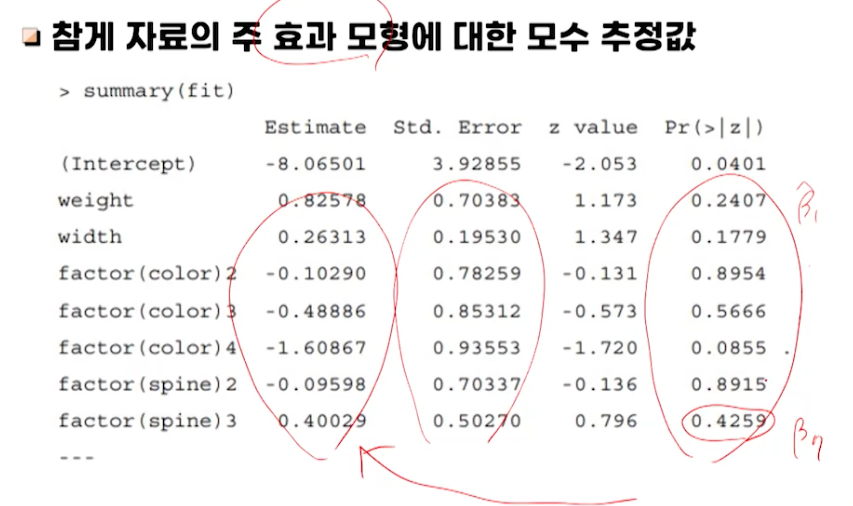 참게 자료의 주 효과 모형에 대한 모수 추정값
> summary(fit)
Estimate Std. Error z value Pr(>|z|)
(Intercept) -8.06501 3.92855 -2.053 0.0401
weight 0.82578 0.70383 1.173 0.2407 β̂₁
width 0.26313 0.19530 1.347 0.1779
factor(color)2 -0.10290 0.78259 -0.131 0.8954
factor(color)3 -0.48886 0.85312 -0.573 0.5666
factor(color)4 -1.60867 0.93553 -1.720 0.0855 .
factor(spine)2 -0.09598 0.70337 -0.136 0.8915
factor(spine)3 0.40029 0.50270 0.796 0.4259 β₇
---